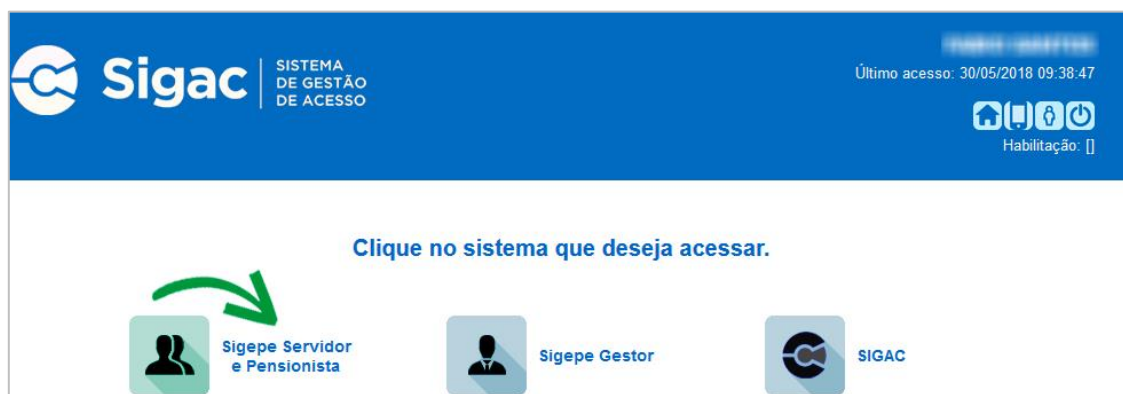 Sigac
SISTEMA
DE GESTÃO
DE ACESSO
Último acesso: 30/05/2018 09:38:47
Habilitação: []
Clique no sistema que deseja acessar.
Sigepe Servidor
e Pensionista
Sigepe Gestor
SIGAC